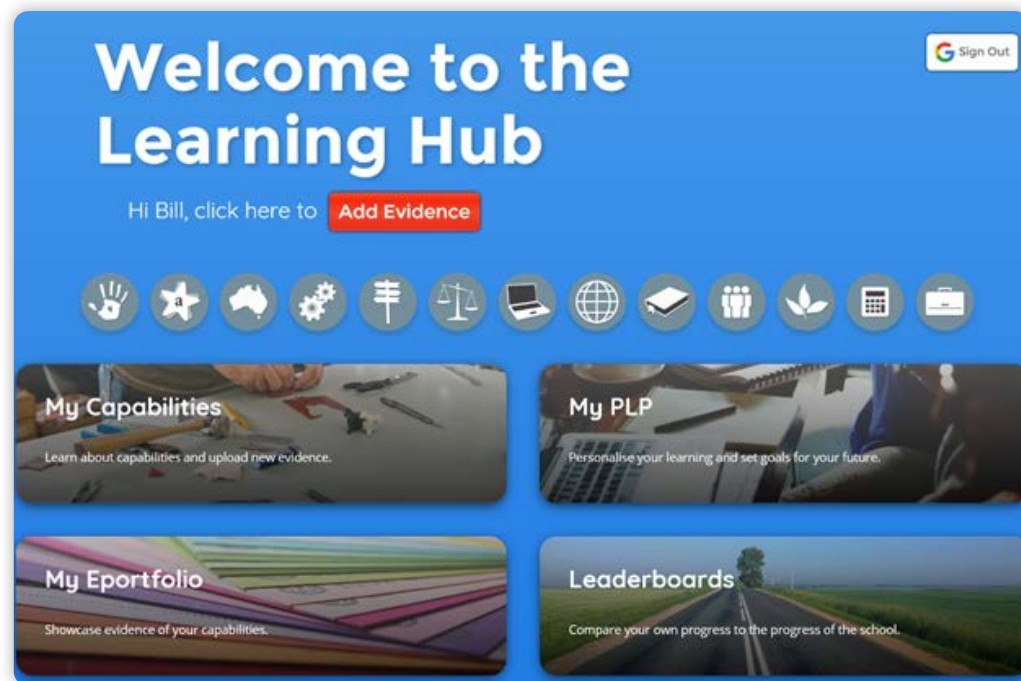 Welcome to the
Learning Hub
Sign Out
Hi Bill, click here to Add Evidence
a
My Capabilities
Learn about capabilities and upload new evidence.
My PLP
Personalise your learning and set goals for your future.
My Eportfolio
Showcase evidence of your capabilities.
Leaderboards
Compare your own progress to the progress of the school.